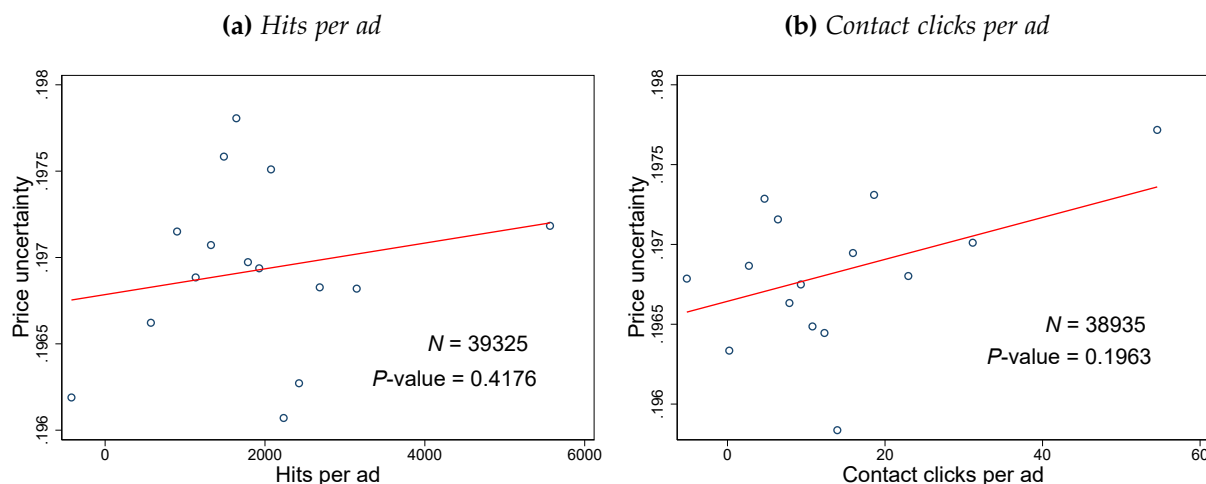 (a) Hits per ad
.198
.1975
.197
.1965
.196
Price uncertainty
N = 39325
P-value = 0.4176
0 2000 4000 6000
Hits per ad
(b) Contact clicks per ad
.198
.1975
.197
.1965
.196
Price uncertainty
N = 38935
P-value = 0.1963
0 20 40 60
Contact clicks per ad